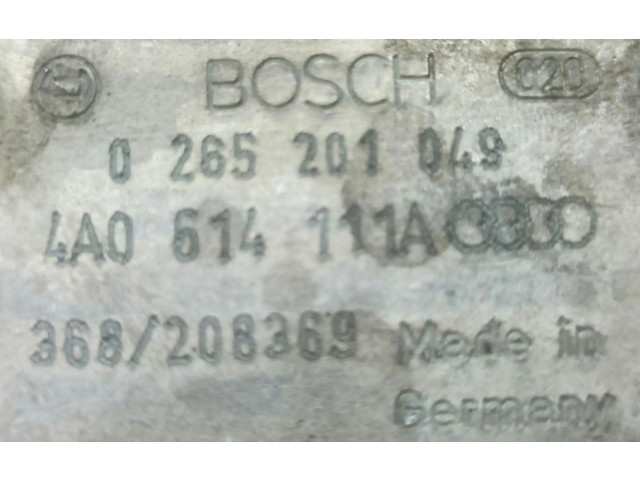 BOSCH 020
0 265 201 049
4A0 614 111A
368/208369 Made in
Germany